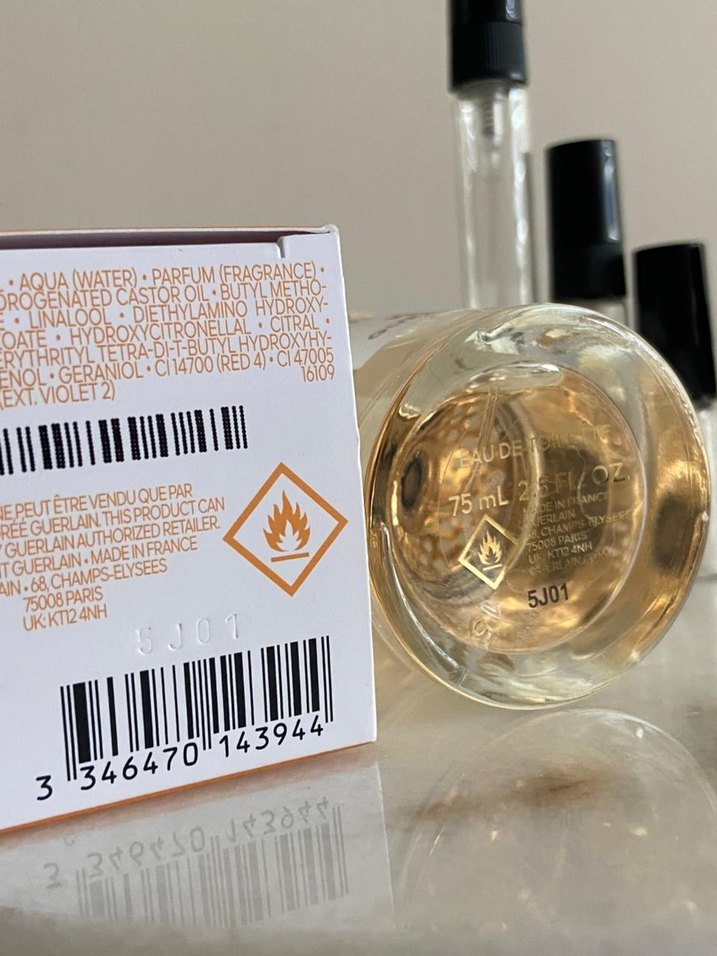 • AQUA (WATER) • PARFUM (FRAGRANCE) •
DROGENATED CASTOR OIL • BUTYL METHO-
E • LINALOOL • DIETHYLAMINO HYDROXY-
OATE • HYDROXYCITRONELLAL • CITRAL •
ERYTHRITYL TETRA-DI-T-BUTYL HYDROXYHY-
ENOL • GERANIOL • CI 14700 (RED 4) • CI 47005
(EXT. VIOLET 2) 16109
NE PEUT ÊTRE VENDU QUE PAR
RÉÉ GUERLAIN. THIS PRODUCT CAN
Y GUERLAIN AUTHORIZED RETAILER.
T GUERLAIN • MADE IN FRANCE
AIN • 68, CHAMPS-ELYSEES
75008 PARIS
UK: KT12 4NH
5J01
3 346470 143944
EAU DE TOILETTE
75 mL 2.5 FL. OZ.
MADE IN FRANCE
GUERLAIN
68, CHAMPS-ELYSEES
75008 PARIS
UK: KT12 4NH
5J01